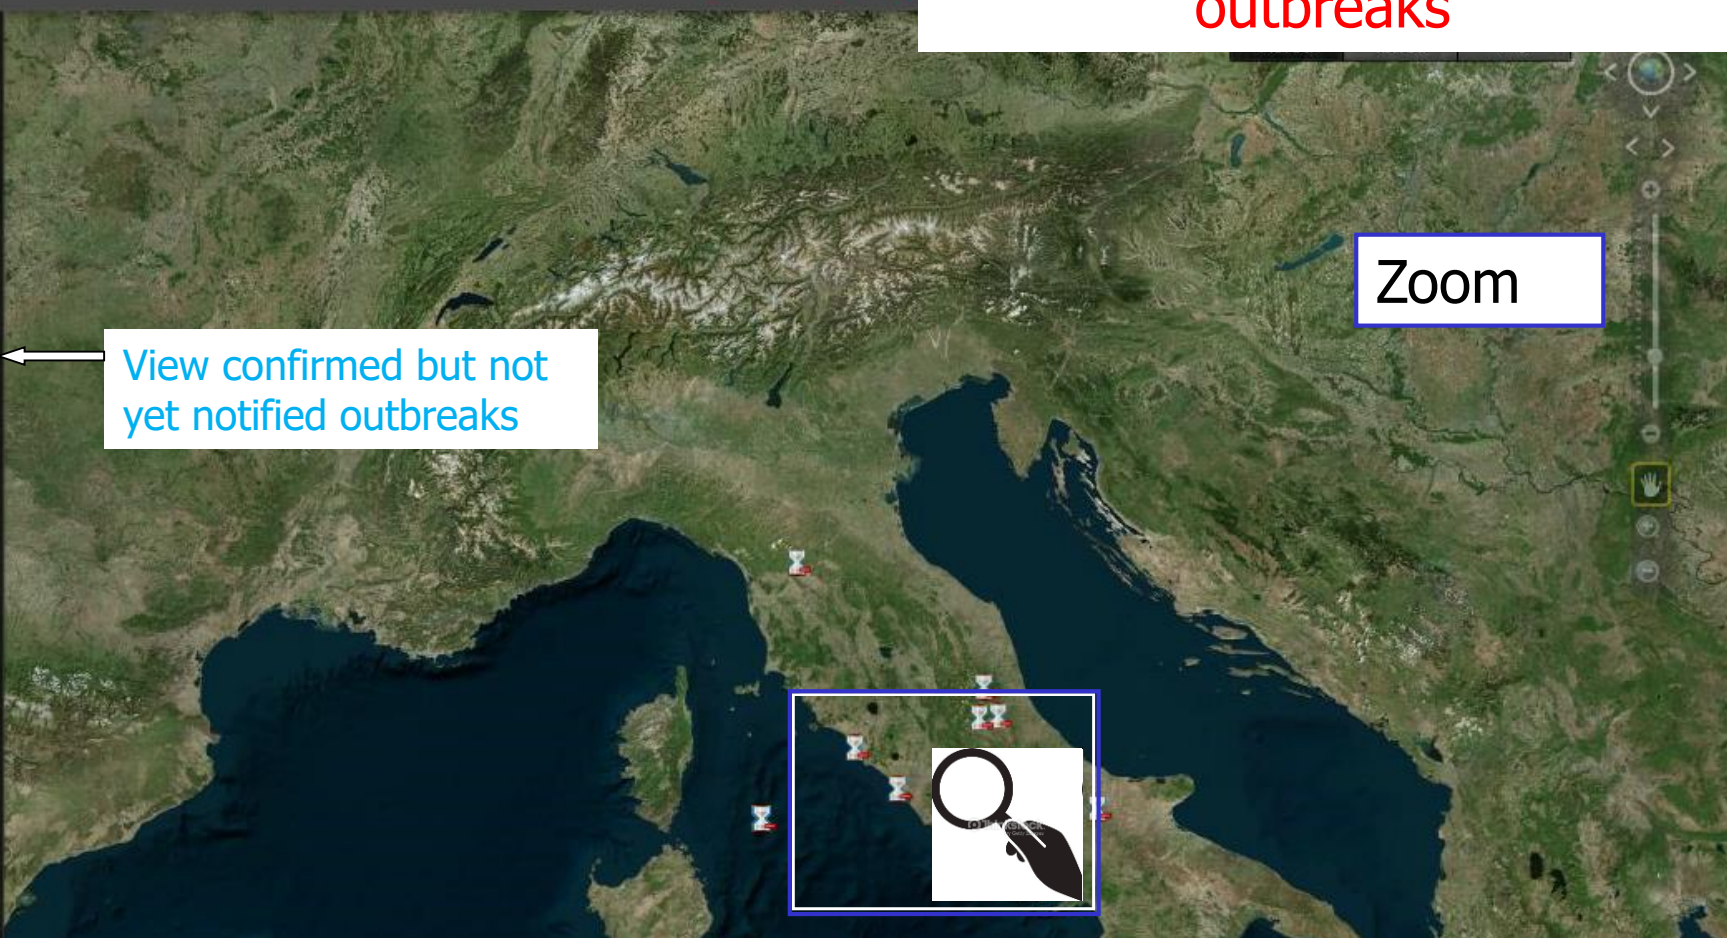 outbreaks
Zoom
View confirmed but not
yet notified outbreaks